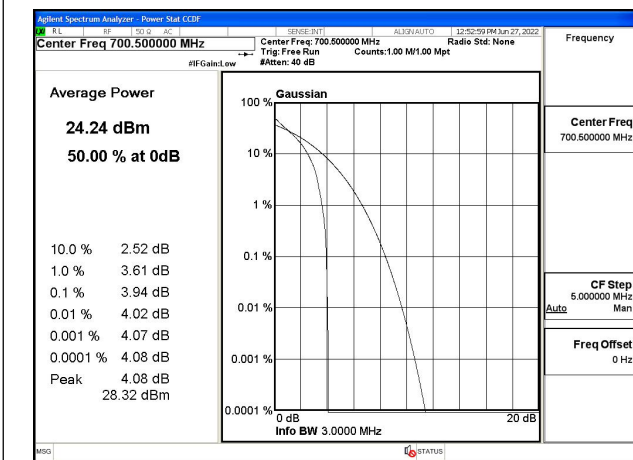 Agilent Spectrum Analyzer - Power Stat CCDF
RL RF 50 Ω AC SENSE:INT ALIGN AUTO 12:52:59 PM Jun 27, 2022
Center Freq 700.500000 MHz
Center Freq: 700.500000 MHz Radio Std: None
Trig: Free Run Counts:1.00 M/1.00 Mpt
#IFGain:Low #Atten: 40 dB
Frequency
Average Power
24.24 dBm
50.00 % at 0dB
10.0 % 2.52 dB
1.0 % 3.61 dB
0.1 % 3.94 dB
0.01 % 4.02 dB
0.001 % 4.07 dB
0.0001 % 4.08 dB
Peak 4.08 dB
28.32 dBm
Gaussian
100 %
10 %
1 %
0.1 %
0.01 %
0.001 %
0.0001 %
0 dB 20 dB
Info BW 3.0000 MHz
Center Freq
700.500000 MHz
CF Step
5.000000 MHz
Auto Man
Freq Offset
0 Hz
MSG STATUS